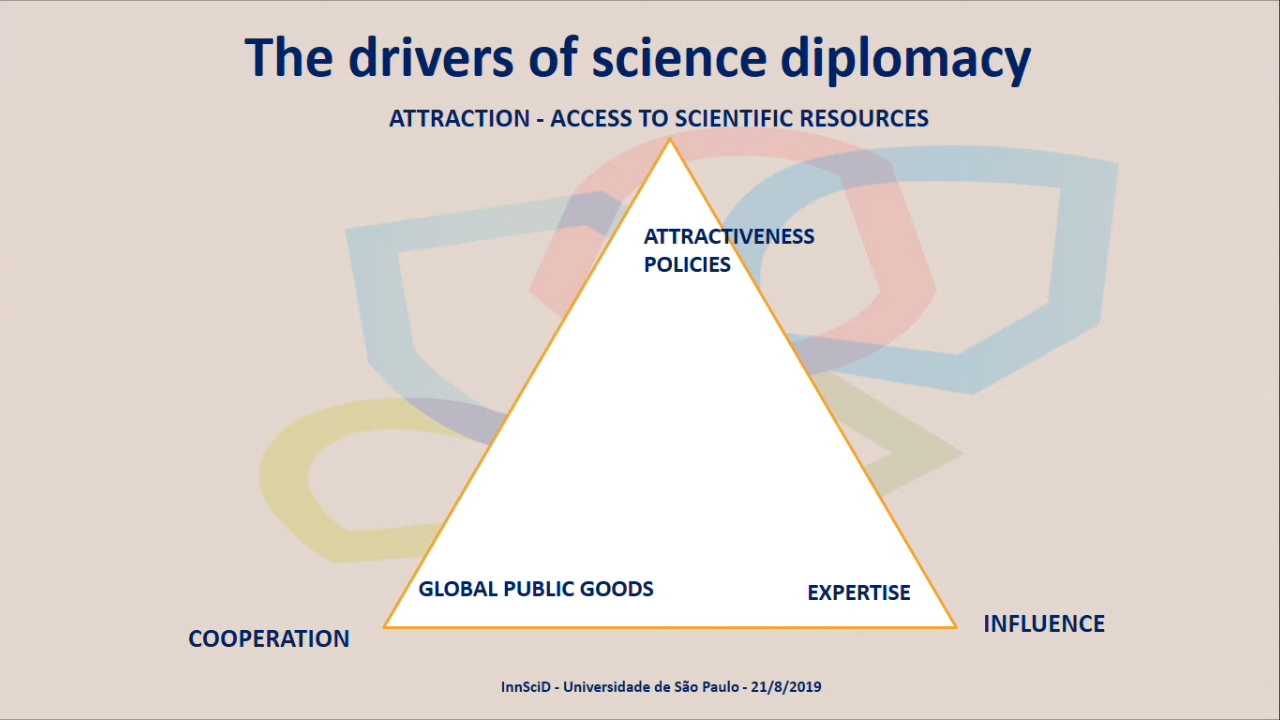 The drivers of science diplomacy
ATTRACTION - ACCESS TO SCIENTIFIC RESOURCES
ATTRACTIVENESS
POLICIES
GLOBAL PUBLIC GOODS
EXPERTISE
COOPERATION
INFLUENCE
InnSciD - Universidade de São Paulo - 21/8/2019